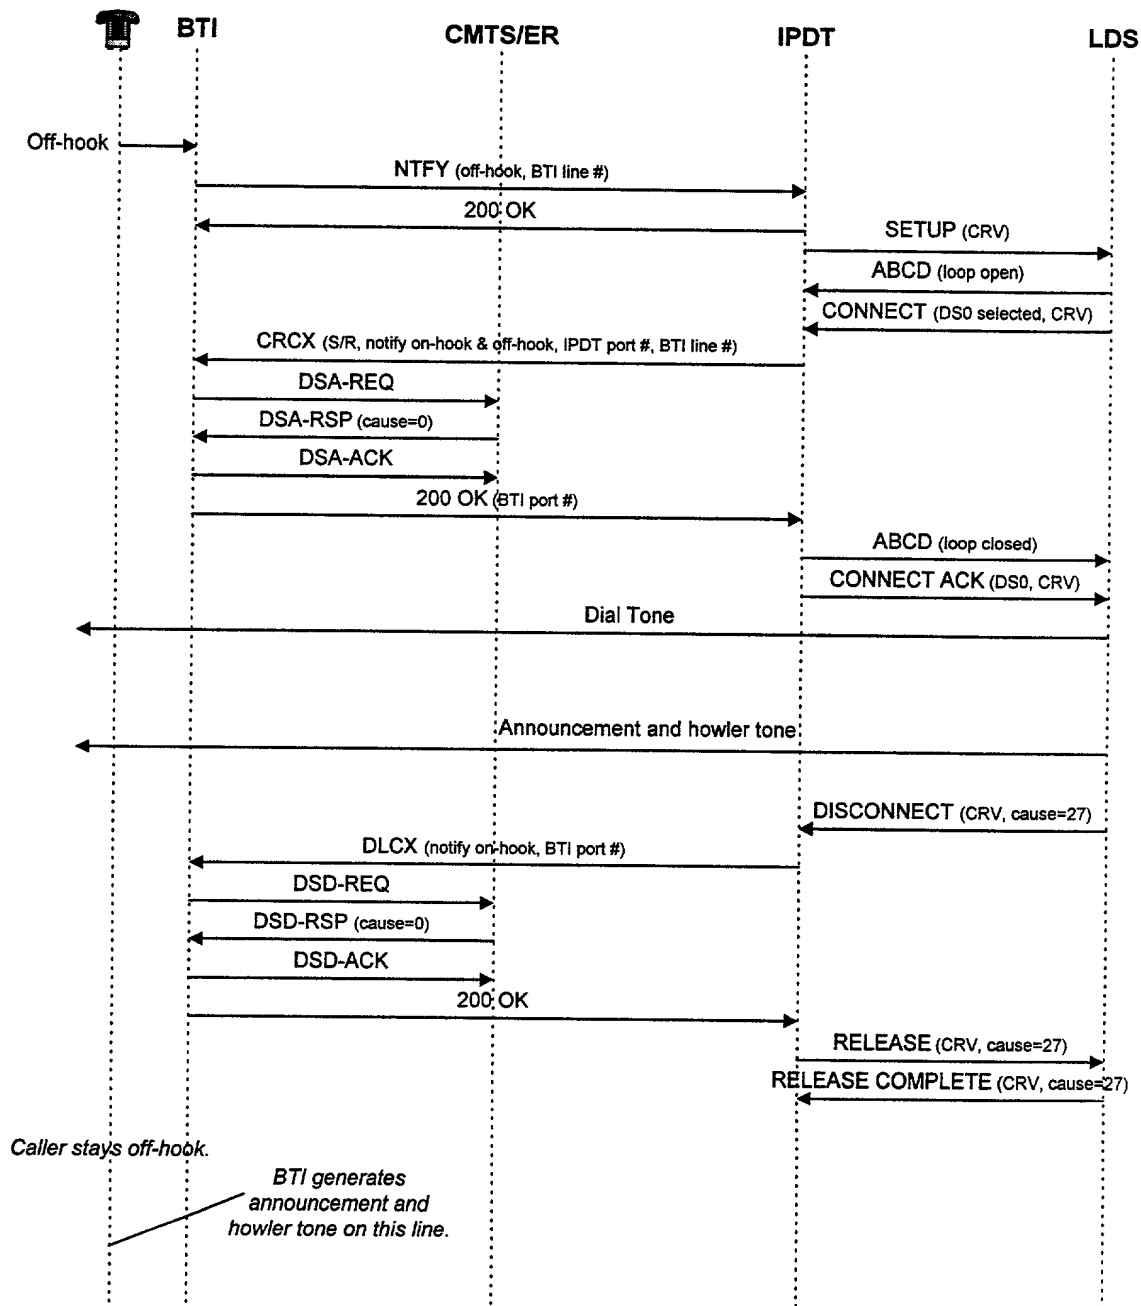 BTI
CMTS/ER
IPDT
LDS
Off-hook
NTFY (off-hook, BTI line #)
200 OK
SETUP (CRV)
ABCD (loop open)
CONNECT (DS0 selected, CRV)
CRCX (S/R, notify on-hook & off-hook, IPDT port #, BTI line #)
DSA-REQ
DSA-RSP (cause=0)
DSA-ACK
200 OK (BTI port #)
ABCD (loop closed)
CONNECT ACK (DS0, CRV)
Dial Tone
Announcement and howler tone
DISCONNECT (CRV, cause=27)
DLCX (notify on-hook, BTI port #)
DSD-REQ
DSD-RSP (cause=0)
DSD-ACK
200 OK
RELEASE (CRV, cause=27)
RELEASE COMPLETE (CRV, cause=27)
Caller stays off-hook.
BTI generates
announcement and
howler tone on this line.